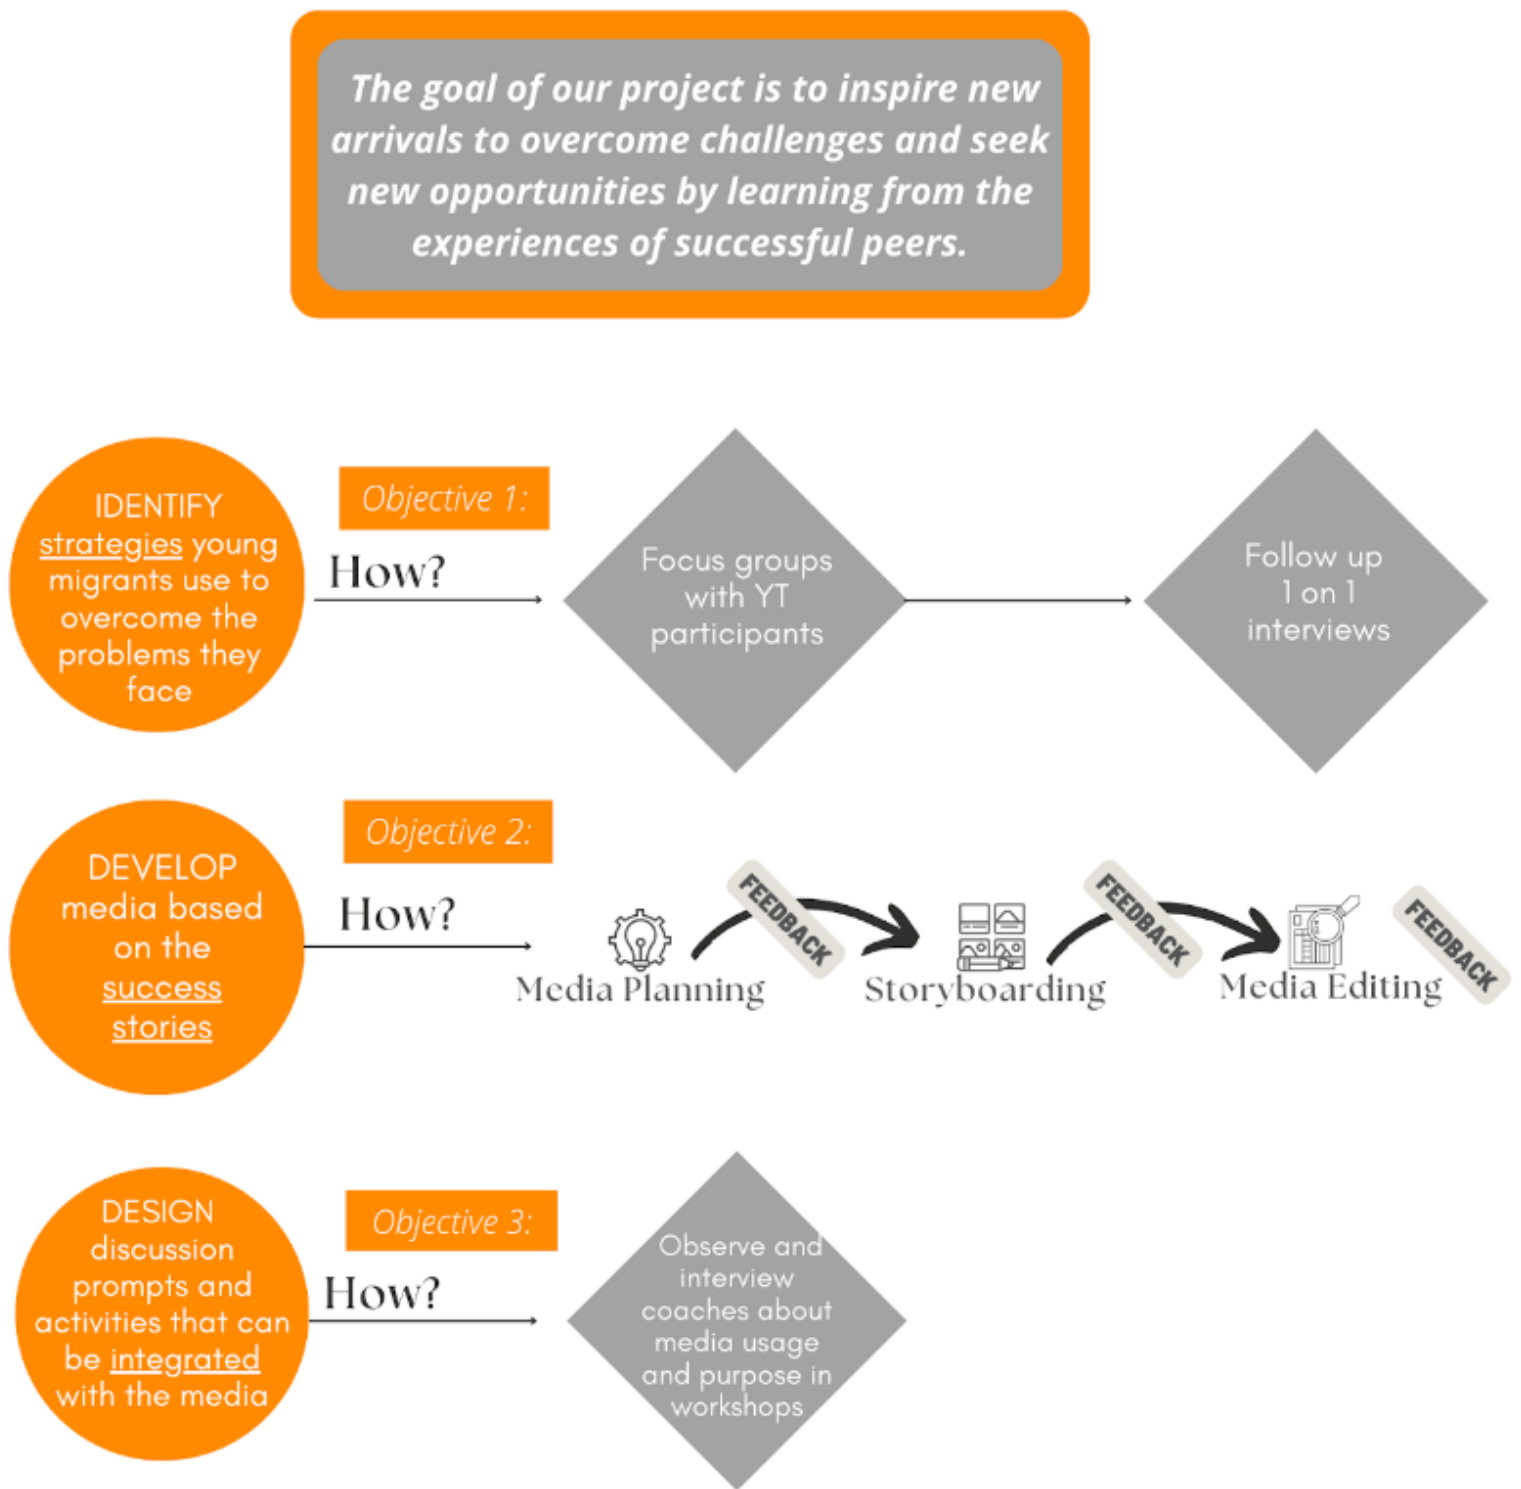 The goal of our project is to inspire new
arrivals to overcome challenges and seek
new opportunities by learning from the
experiences of successful peers.
IDENTIFY
strategies young
migrants use to
overcome the
problems they
face
Objective 1:
How?
Focus groups
with YT
participants
Follow up
1 on 1
interviews
DEVELOP
media based
on the
success
stories
Objective 2:
How?
Media Planning
FEEDBACK
Storyboarding
FEEDBACK
Media Editing
FEEDBACK
DESIGN
discussion
prompts and
activities that can
be integrated
with the media
Objective 3:
How?
Observe and
interview
coaches about
media usage
and purpose in
workshops